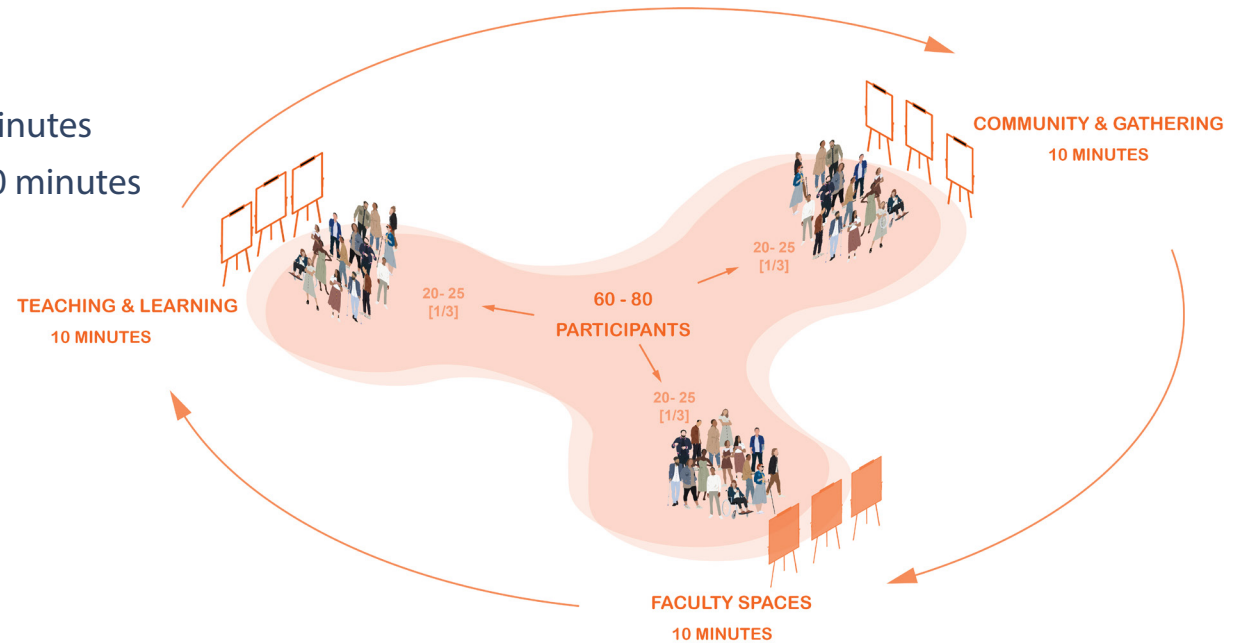 inutes
0 minutes
COMMUNITY & GATHERING
10 MINUTES
TEACHING & LEARNING
10 MINUTES
20- 25
[1/3]
60 - 80
PARTICIPANTS
20- 25
[1/3]
20- 25
[1/3]
FACULTY SPACES
10 MINUTES